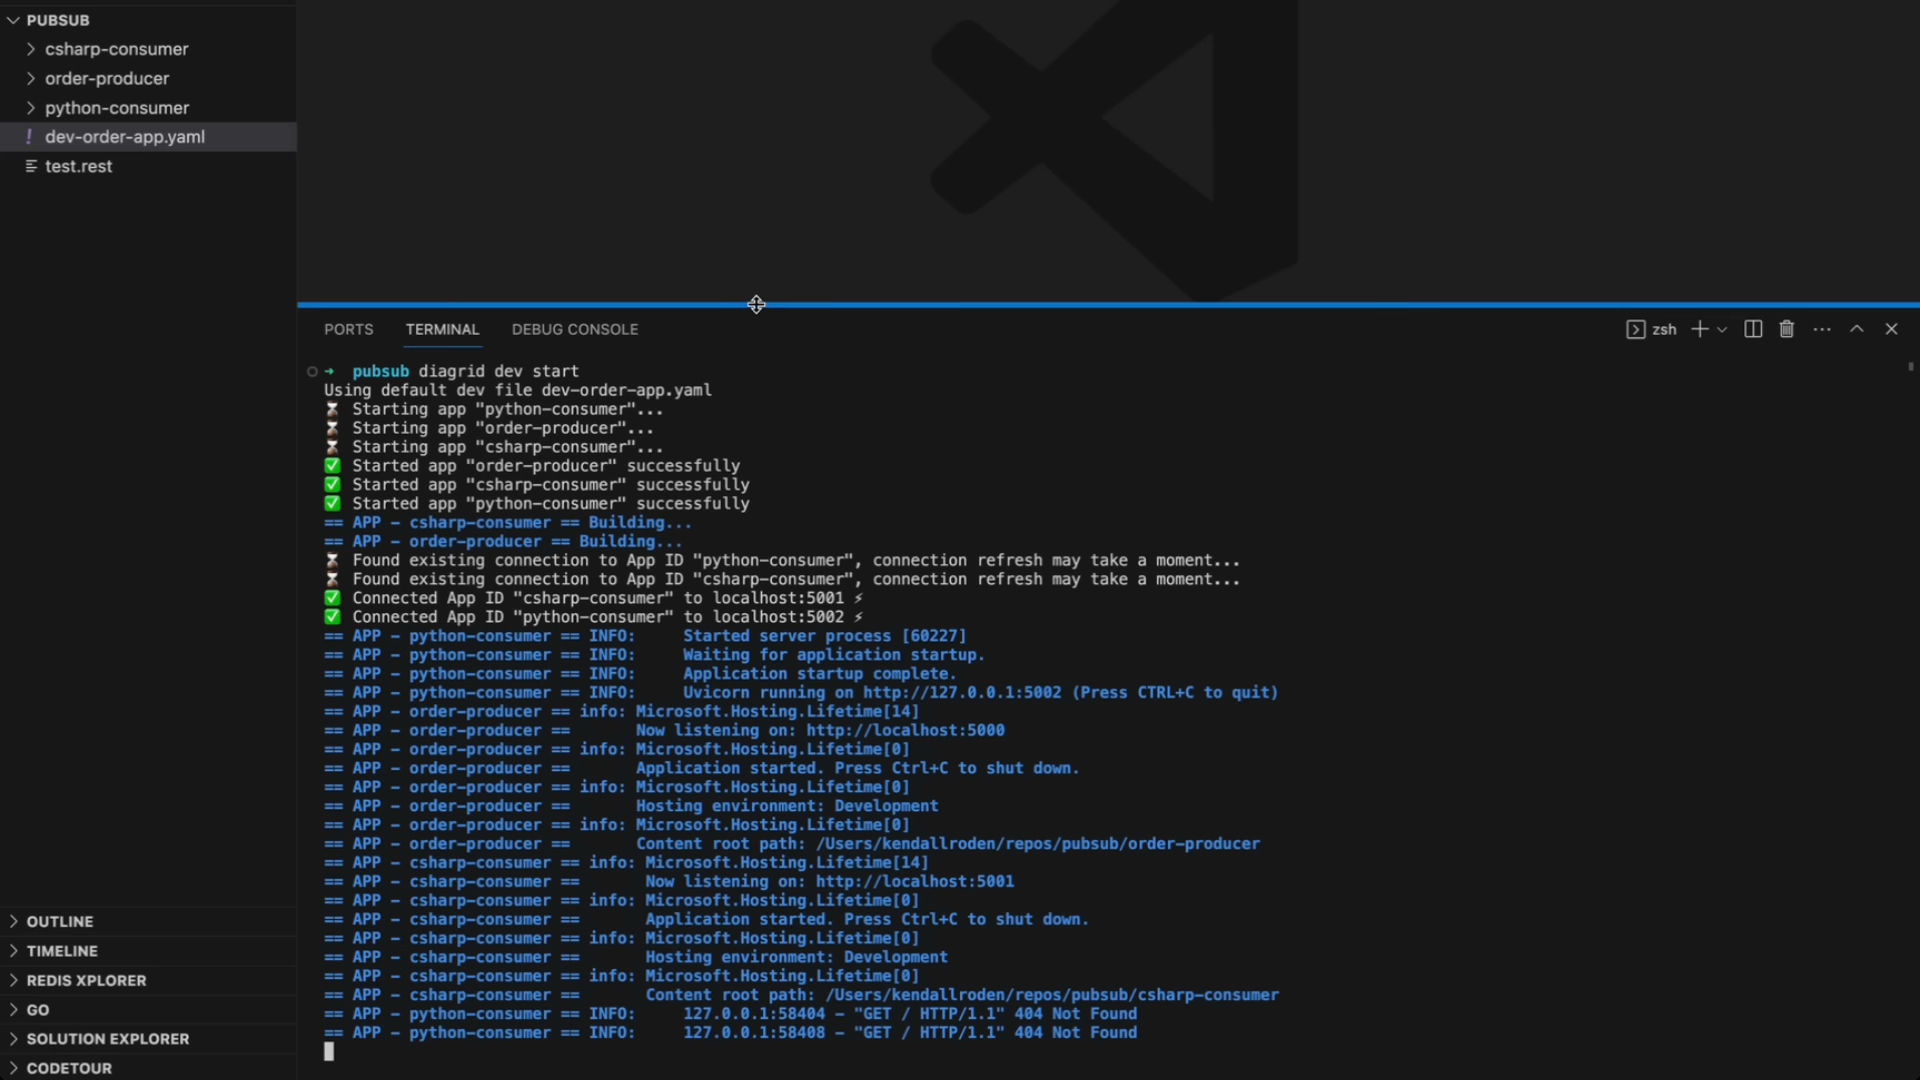 PUBSUB
csharp-consumer
order-producer
python-consumer
! dev-order-app.yaml
test.rest
OUTLINE
TIMELINE
REDIS XPLORER
GO
SOLUTION EXPLORER
CODETOUR
PORTS TERMINAL DEBUG CONSOLE
zsh
➜ pubsub diagrid dev start
Using default dev file dev-order-app.yaml
⏳ Starting app "python-consumer"...
⏳ Starting app "order-producer"...
⏳ Starting app "csharp-consumer"...
✅ Started app "order-producer" successfully
✅ Started app "csharp-consumer" successfully
✅ Started app "python-consumer" successfully
== APP - csharp-consumer == Building...
== APP - order-producer == Building...
⏳ Found existing connection to App ID "python-consumer", connection refresh may take a moment...
⏳ Found existing connection to App ID "csharp-consumer", connection refresh may take a moment...
✅ Connected App ID "csharp-consumer" to localhost:5001 ⚡
✅ Connected App ID "python-consumer" to localhost:5002 ⚡
== APP - python-consumer == INFO:     Started server process [60227]
== APP - python-consumer == INFO:     Waiting for application startup.
== APP - python-consumer == INFO:     Application startup complete.
== APP - python-consumer == INFO:     Uvicorn running on http://127.0.0.1:5002 (Press CTRL+C to quit)
== APP - order-producer == info: Microsoft.Hosting.Lifetime[14]
== APP - order-producer ==       Now listening on: http://localhost:5000
== APP - order-producer == info: Microsoft.Hosting.Lifetime[0]
== APP - order-producer ==       Application started. Press Ctrl+C to shut down.
== APP - order-producer == info: Microsoft.Hosting.Lifetime[0]
== APP - order-producer ==       Hosting environment: Development
== APP - order-producer == info: Microsoft.Hosting.Lifetime[0]
== APP - order-producer ==       Content root path: /Users/kendallroden/repos/pubsub/order-producer
== APP - csharp-consumer == info: Microsoft.Hosting.Lifetime[14]
== APP - csharp-consumer ==       Now listening on: http://localhost:5001
== APP - csharp-consumer == info: Microsoft.Hosting.Lifetime[0]
== APP - csharp-consumer ==       Application started. Press Ctrl+C to shut down.
== APP - csharp-consumer == info: Microsoft.Hosting.Lifetime[0]
== APP - csharp-consumer ==       Hosting environment: Development
== APP - csharp-consumer == info: Microsoft.Hosting.Lifetime[0]
== APP - csharp-consumer ==       Content root path: /Users/kendallroden/repos/pubsub/csharp-consumer
== APP - python-consumer == INFO:     127.0.0.1:58404 - "GET / HTTP/1.1" 404 Not Found
== APP - python-consumer == INFO:     127.0.0.1:58408 - "GET / HTTP/1.1" 404 Not Found